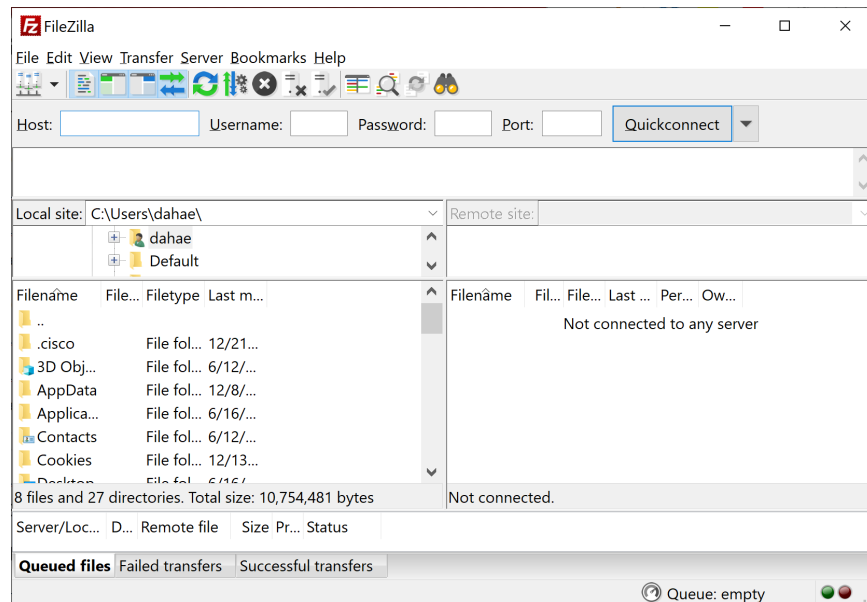 FileZilla
File Edit View Transfer Server Bookmarks Help
Host: Username: Password: Port: Quickconnect
Local site: C:\Users\dahae\ Remote site:
dahae
Default
Filename File... Filetype Last m... Filename Fil... File... Last ... Per... Ow...
.. Not connected to any server
.cisco File fol... 12/21...
3D Obj... File fol... 6/12/...
AppData File fol... 12/8/...
Applica... File fol... 6/16/...
Contacts File fol... 6/12/...
Cookies File fol... 12/13...
Desktop File fol... 6/16/
8 files and 27 directories. Total size: 10,754,481 bytes Not connected.
Server/Loc... D... Remote file Size Pr... Status
Queued files Failed transfers Successful transfers
Queue: empty